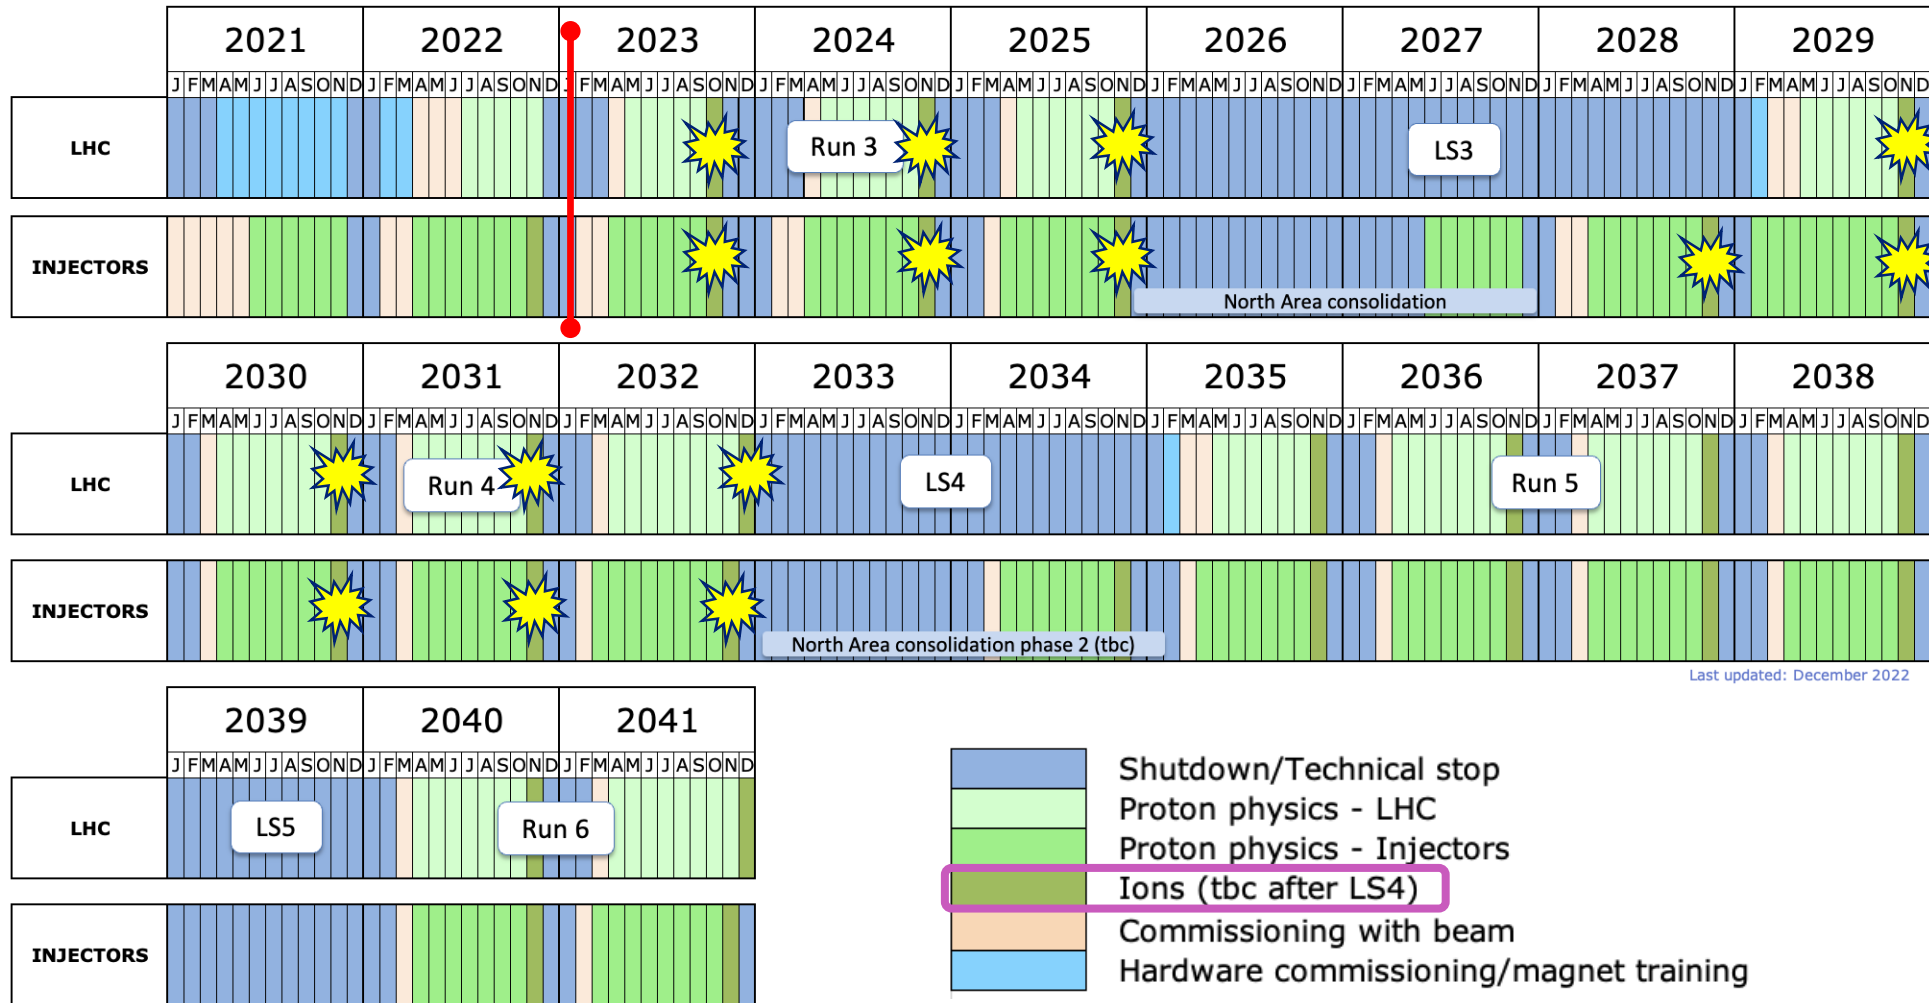 2021 2022 2023 2024 2025 2026 2027 2028 2029
J F M A M J J A S O N D J F M A M J J A S O N D J F M A M J J A S O N D J F M A M J J A S O N D J F M A M J J A S O N D J F M A M J J A S O N D J F M A M J J A S O N D J F M A M J J A S O N D J F M A M J J A S O N D
LHC Run 3 LS3
INJECTORS
North Area consolidation
2030 2031 2032 2033 2034 2035 2036 2037 2038
J F M A M J J A S O N D J F M A M J J A S O N D J F M A M J J A S O N D J F M A M J J A S O N D J F M A M J J A S O N D J F M A M J J A S O N D J F M A M J J A S O N D J F M A M J J A S O N D J F M A M J J A S O N D
LHC Run 4 LS4 Run 5
INJECTORS
North Area consolidation phase 2 (tbc)
Last updated: December 2022
2039 2040 2041
J F M A M J J A S O N D J F M A M J J A S O N D J F M A M J J A S O N D
LHC LS5 Run 6
INJECTORS
Shutdown/Technical stop
Proton physics - LHC
Proton physics - Injectors
Ions (tbc after LS4)
Commissioning with beam
Hardware commissioning/magnet training